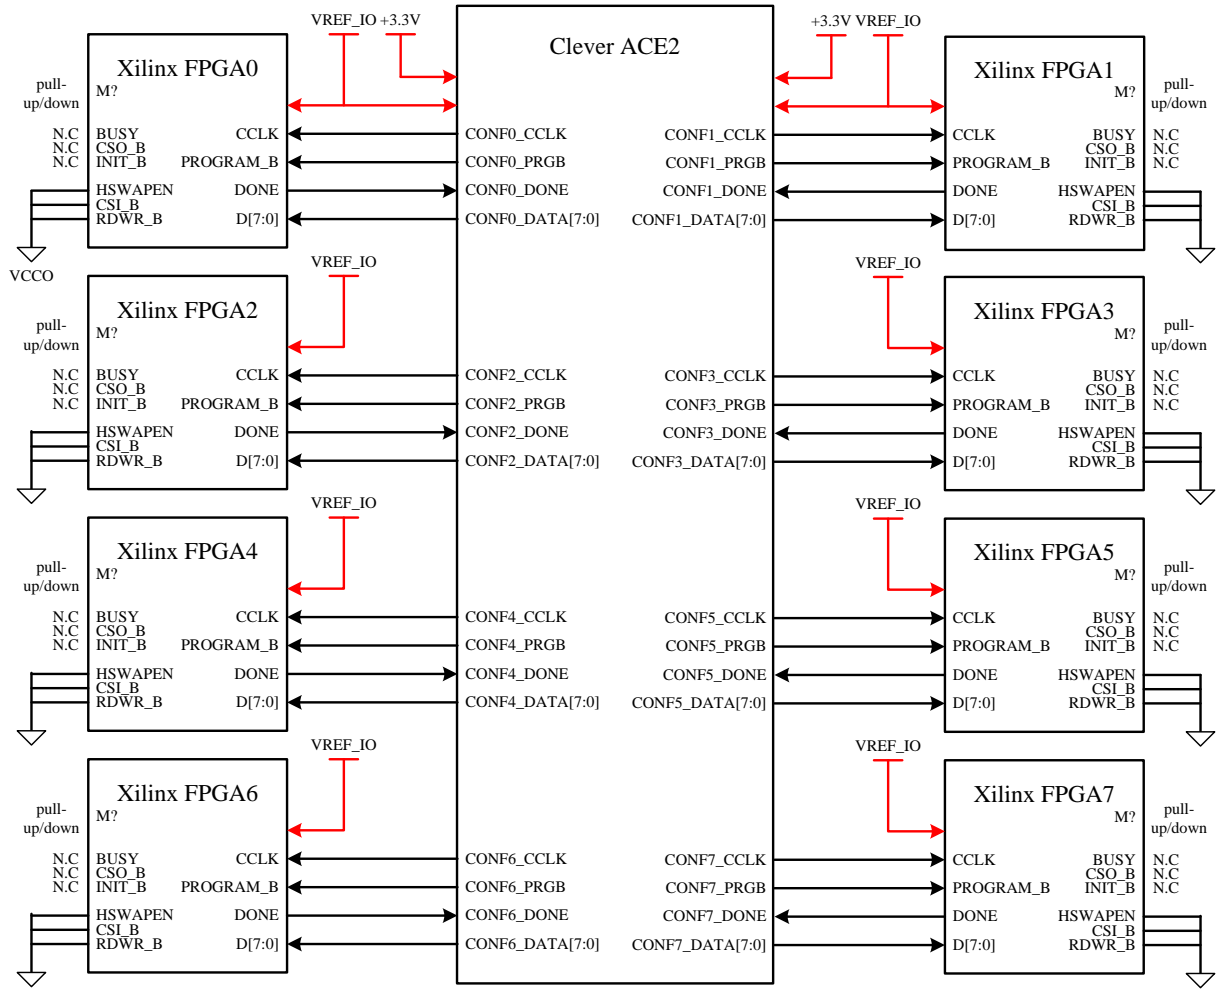 VREF_IO +3.3V
+3.3V VREF_IO
Clever ACE2
Xilinx FPGA0
M?
pull-
up/down
N.C BUSY CCLK
N.C CSO_B
N.C INIT_B PROGRAM_B
HSWAPEN DONE
CSI_B
RDWR_B D[7:0]
VCCO
CONF0_CCLK
CONF0_PRGB
CONF0_DONE
CONF0_DATA[7:0]
CONF1_CCLK
CONF1_PRGB
CONF1_DONE
CONF1_DATA[7:0]
Xilinx FPGA1
M?
pull-
up/down
CCLK BUSY N.C
CSO_B N.C
PROGRAM_B INIT_B N.C
DONE HSWAPEN
CSI_B
D[7:0] RDWR_B
VREF_IO
Xilinx FPGA2
M?
pull-
up/down
N.C BUSY CCLK
N.C CSO_B
N.C INIT_B PROGRAM_B
HSWAPEN DONE
CSI_B
RDWR_B D[7:0]
CONF2_CCLK
CONF2_PRGB
CONF2_DONE
CONF2_DATA[7:0]
CONF3_CCLK
CONF3_PRGB
CONF3_DONE
CONF3_DATA[7:0]
VREF_IO
Xilinx FPGA3
M?
pull-
up/down
CCLK BUSY N.C
CSO_B N.C
PROGRAM_B INIT_B N.C
DONE HSWAPEN
CSI_B
D[7:0] RDWR_B
VREF_IO
Xilinx FPGA4
M?
pull-
up/down
N.C BUSY CCLK
N.C CSO_B
N.C INIT_B PROGRAM_B
HSWAPEN DONE
CSI_B
RDWR_B D[7:0]
CONF4_CCLK
CONF4_PRGB
CONF4_DONE
CONF4_DATA[7:0]
CONF5_CCLK
CONF5_PRGB
CONF5_DONE
CONF5_DATA[7:0]
VREF_IO
Xilinx FPGA5
M?
pull-
up/down
CCLK BUSY N.C
CSO_B N.C
PROGRAM_B INIT_B N.C
DONE HSWAPEN
CSI_B
D[7:0] RDWR_B
VREF_IO
Xilinx FPGA6
M?
pull-
up/down
N.C BUSY CCLK
N.C CSO_B
N.C INIT_B PROGRAM_B
HSWAPEN DONE
CSI_B
RDWR_B D[7:0]
CONF6_CCLK
CONF6_PRGB
CONF6_DONE
CONF6_DATA[7:0]
CONF7_CCLK
CONF7_PRGB
CONF7_DONE
CONF7_DATA[7:0]
VREF_IO
Xilinx FPGA7
M?
pull-
up/down
CCLK BUSY N.C
CSO_B N.C
PROGRAM_B INIT_B N.C
DONE HSWAPEN
CSI_B
D[7:0] RDWR_B